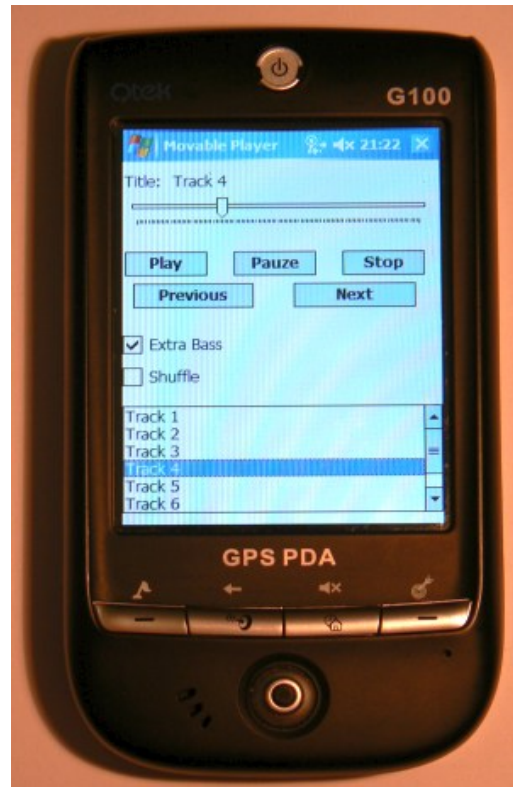 Qtek
G100
Movable Player 21:22
Title: Track 4
Play Pauze Stop
Previous Next
Extra Bass
Shuffle
Track 1
Track 2
Track 3
Track 4
Track 5
Track 6
GPS PDA